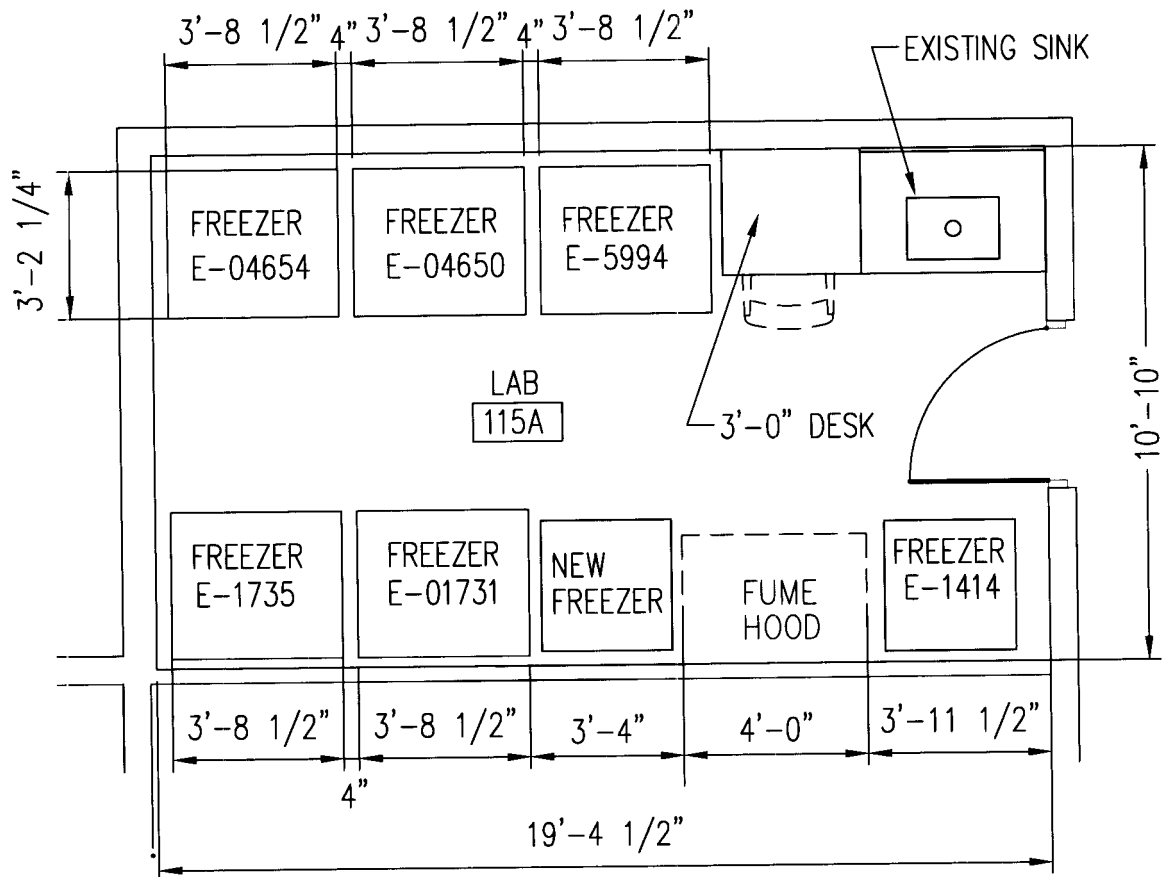 3'-8 1/2" 4" 3'-8 1/2" 4" 3'-8 1/2"
EXISTING SINK
3'-2 1/4"
FREEZER
E-04654
FREEZER
E-04650
FREEZER
E-5994
LAB
115A
3'-0" DESK
10'-10"
FREEZER
E-1735
FREEZER
E-01731
NEW
FREEZER
FUME
HOOD
FREEZER
E-1414
3'-8 1/2" 3'-8 1/2" 3'-4" 4'-0" 3'-11 1/2"
4"
19'-4 1/2"